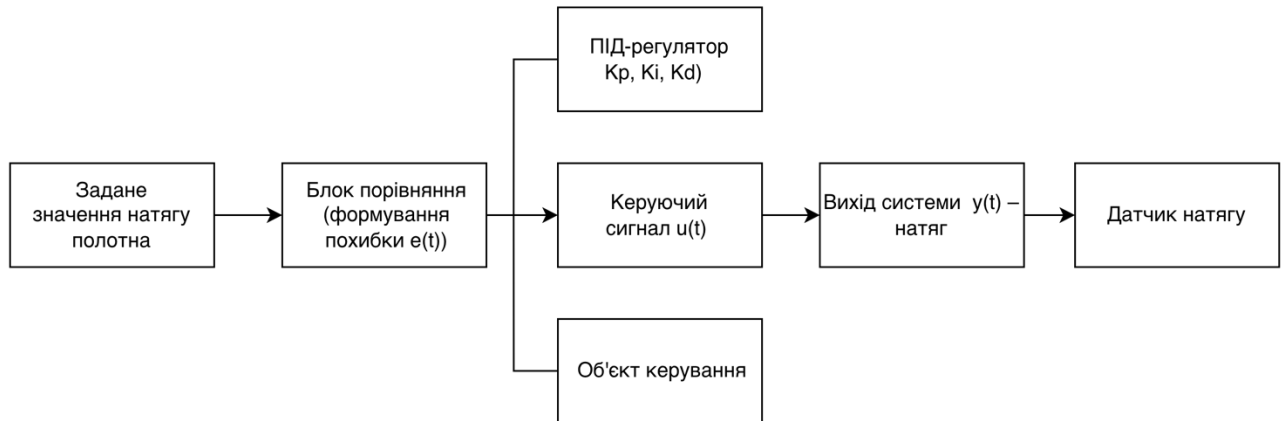 ПІД-регулятор
Kp, Ki, Kd)
Задане
значення натягу
полотна
Блок порівняння
(формування
похибки e(t))
Керуючий
сигнал u(t)
Вихід системи y(t) –
натяг
Датчик натягу
Об'єкт керування